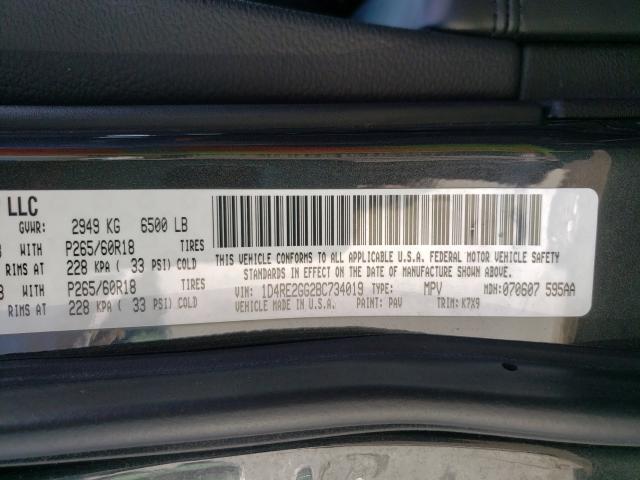 LLC
GVWR: 2949 KG 6500 LB
WITH P265/60R18 TIRES
RIMS AT 228 KPA ( 33 PSI) COLD
WITH P265/60R18 TIRES
RIMS AT 228 KPA ( 33 PSI) COLD
THIS VEHICLE CONFORMS TO ALL APPLICABLE U.S.A. FEDERAL MOTOR VEHICLE SAFETY
STANDARDS IN EFFECT ON THE DATE OF MANUFACTURE SHOWN ABOVE.
VIN: 1D4RE2GG2BC734019 TYPE: MPV MDH: 070607 595AA
VEHICLE MADE IN U.S.A. PAINT: PAV TRIM: K7X9